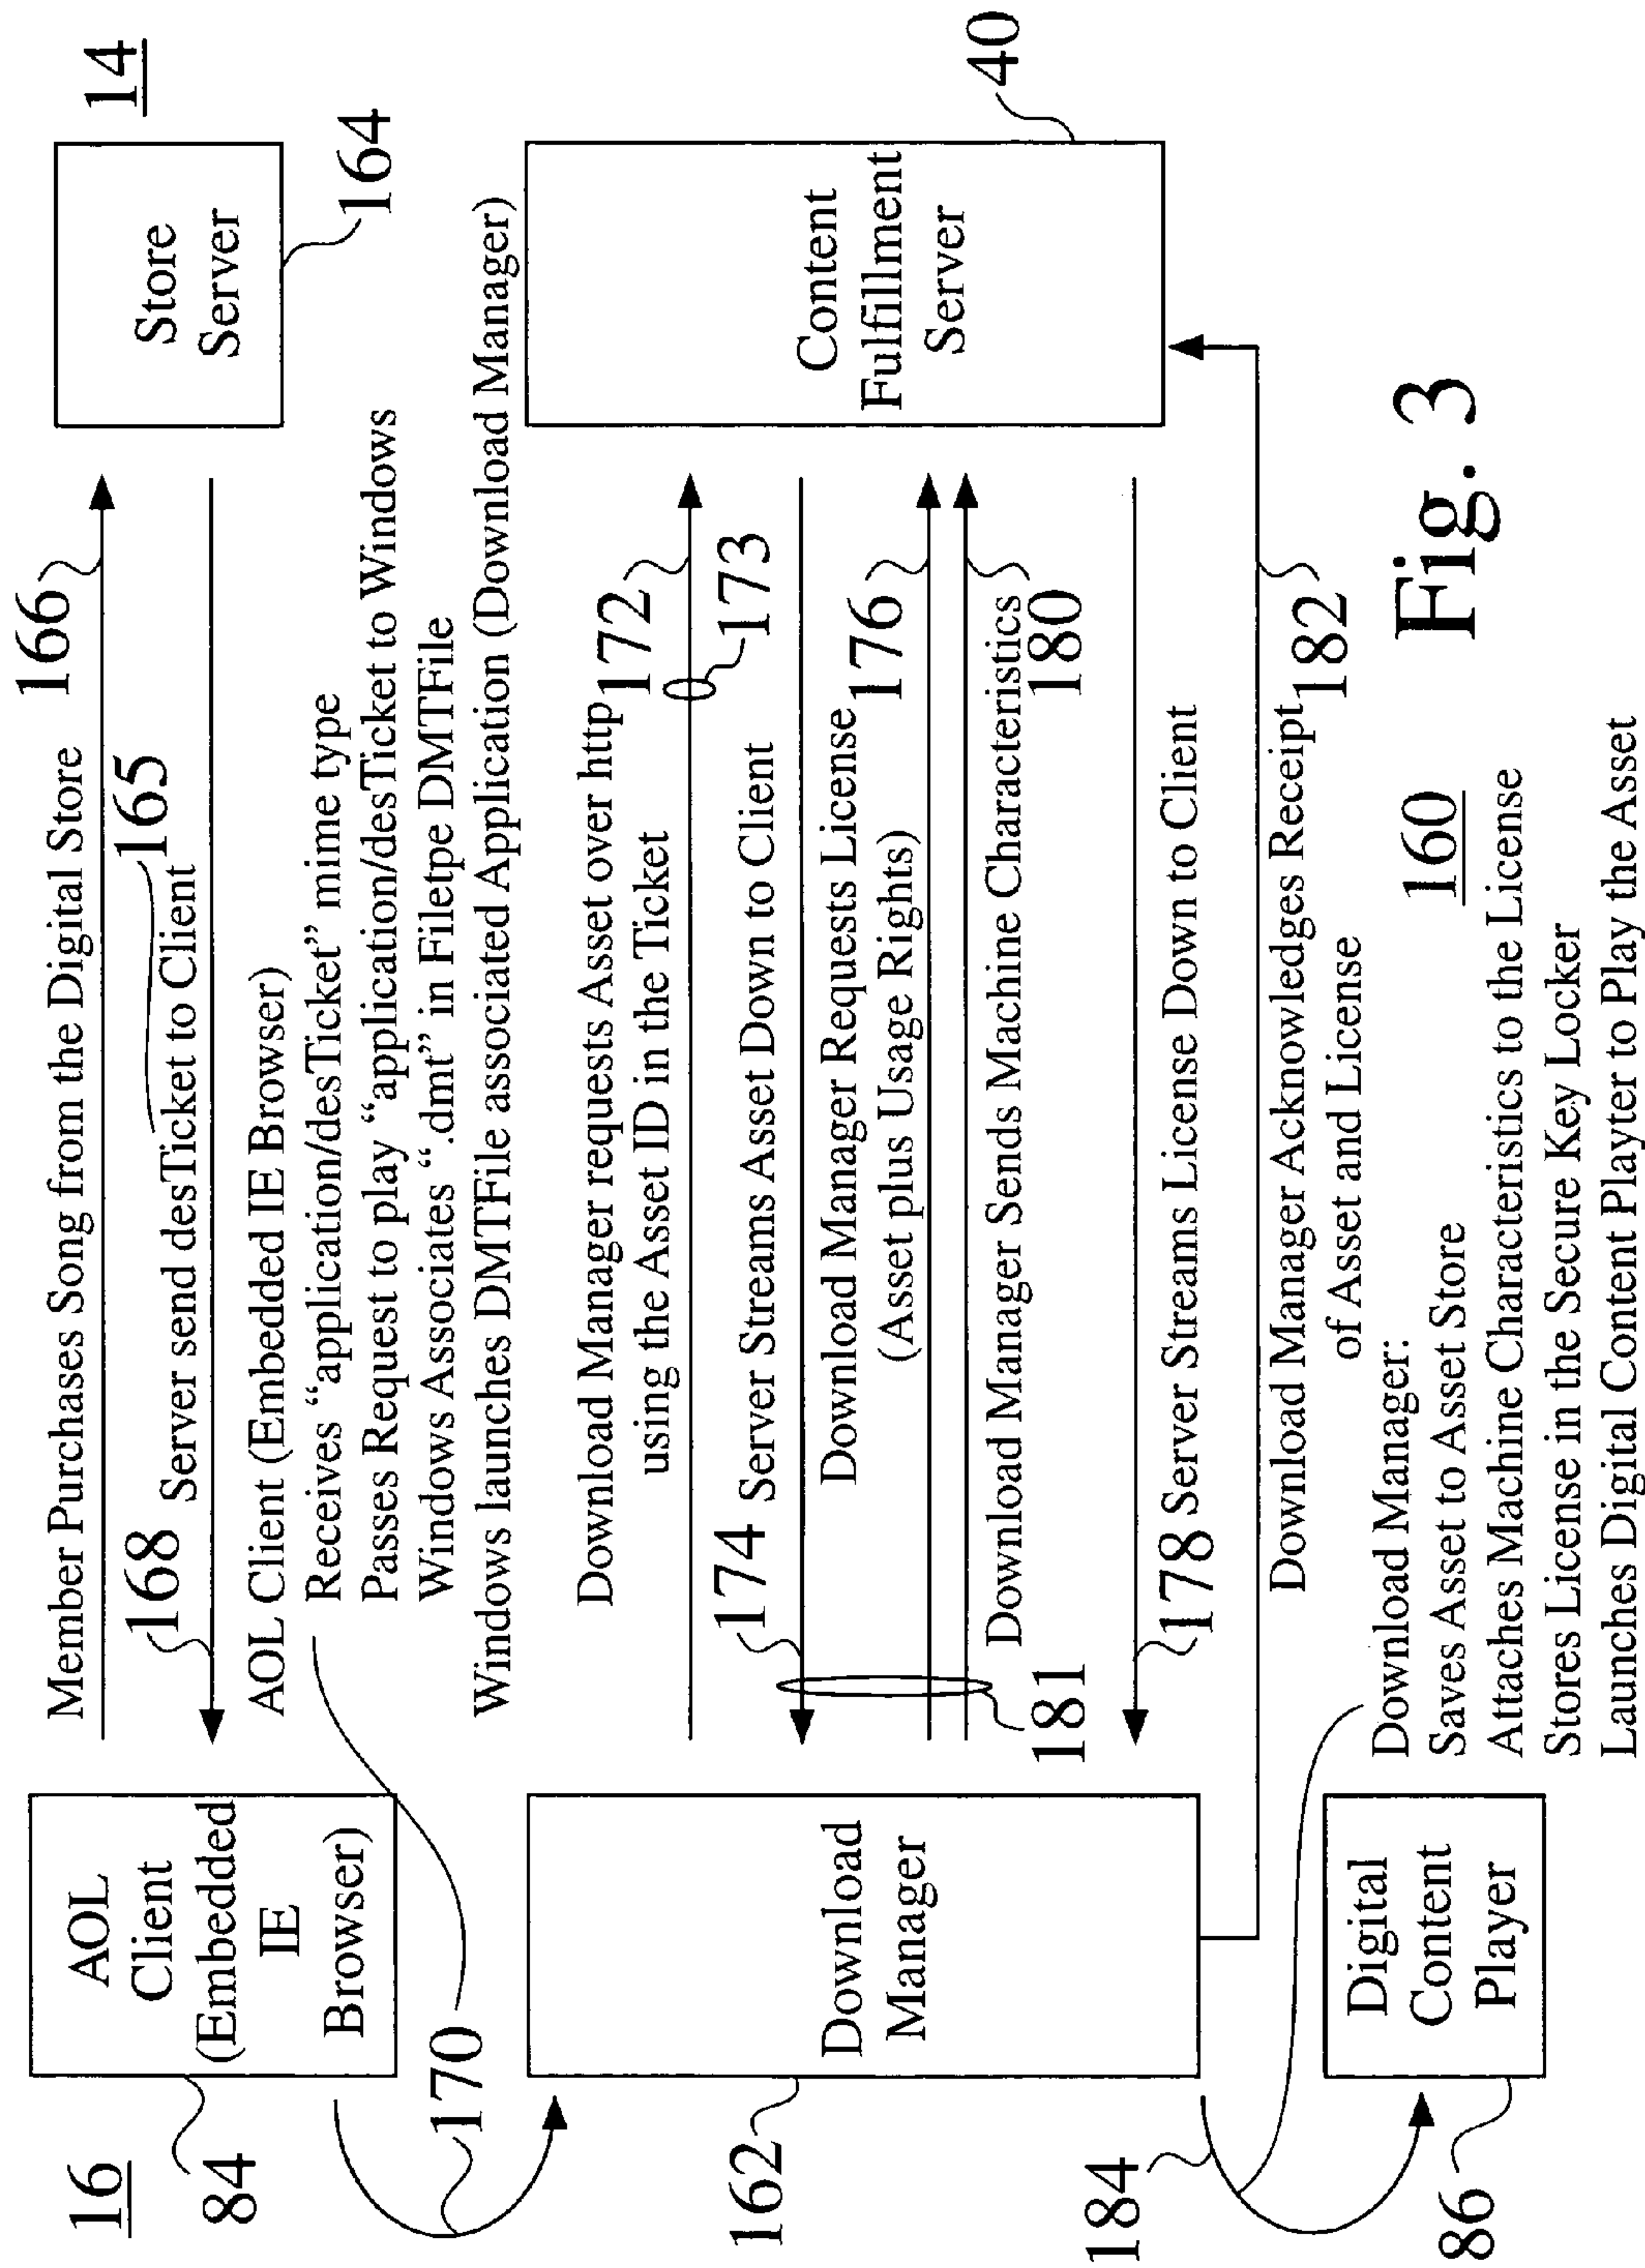 16
14
AOL
Client
(Embedded
IE
Browser)
84
Member Purchases Song from the Digital Store
166
165
168
Server send desTicket to Client
Store
Server
164
AOL Client (Embedded IE Browser)
Receives “application/desTicket” mime type
Passes Request to play “application/desTicket to Windows
Windows Associates “.dmt” in Filetpe DMTFile
Windows launches DMTFile associated Application (Download Manager)
170
Download
Manager
162
Download Manager requests Asset over http
172
using the Asset ID in the Ticket
173
174
Server Streams Asset Down to Client
Download Manager Requests License
176
(Asset plus Usage Rights)
Download Manager Sends Machine Characteristics
180
181
178
Server Streams License Down to Client
Content
Fulfillment
Server
40
Download Manager Acknowledges Receipt
182
of Asset and License
184
Digital
Content
Player
86
Download Manager:
Saves Asset to Asset Store
Attaches Machine Characteristics to the License
Stores License in the Secure Key Locker
Launches Digital Content Playter to Play the Asset
160
Fig. 3